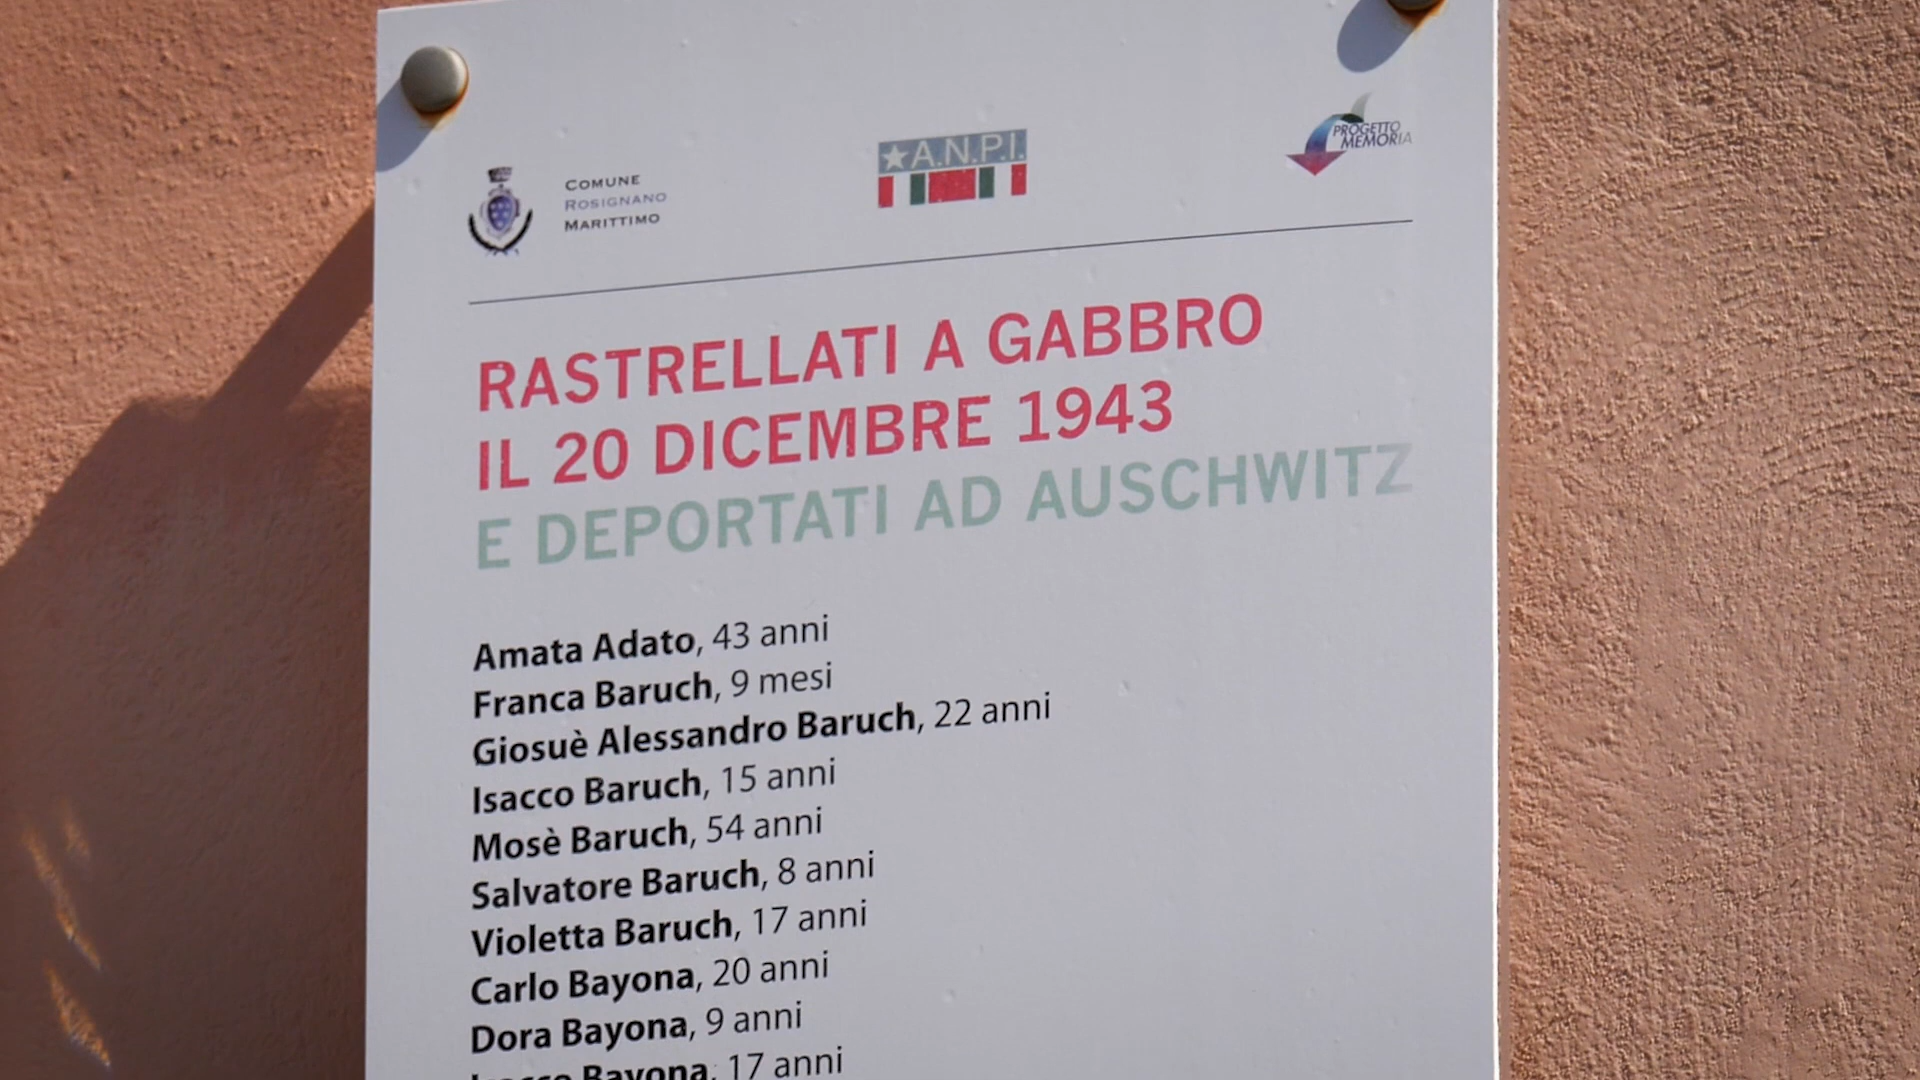 COMUNE
ROSIGNANO
MARITTIMO
A.N.P.I.
PROGETTO
MEMORIA
RASTRELLATI A GABBRO
IL 20 DICEMBRE 1943
E DEPORTATI AD AUSCHWITZ
Amata Adato, 43 anni
Franca Baruch, 9 mesi
Giosuè Alessandro Baruch, 22 anni
Isacco Baruch, 15 anni
Mosè Baruch, 54 anni
Salvatore Baruch, 8 anni
Violetta Baruch, 17 anni
Carlo Bayona, 20 anni
Dora Bayona, 9 anni
Bayona, 17 anni